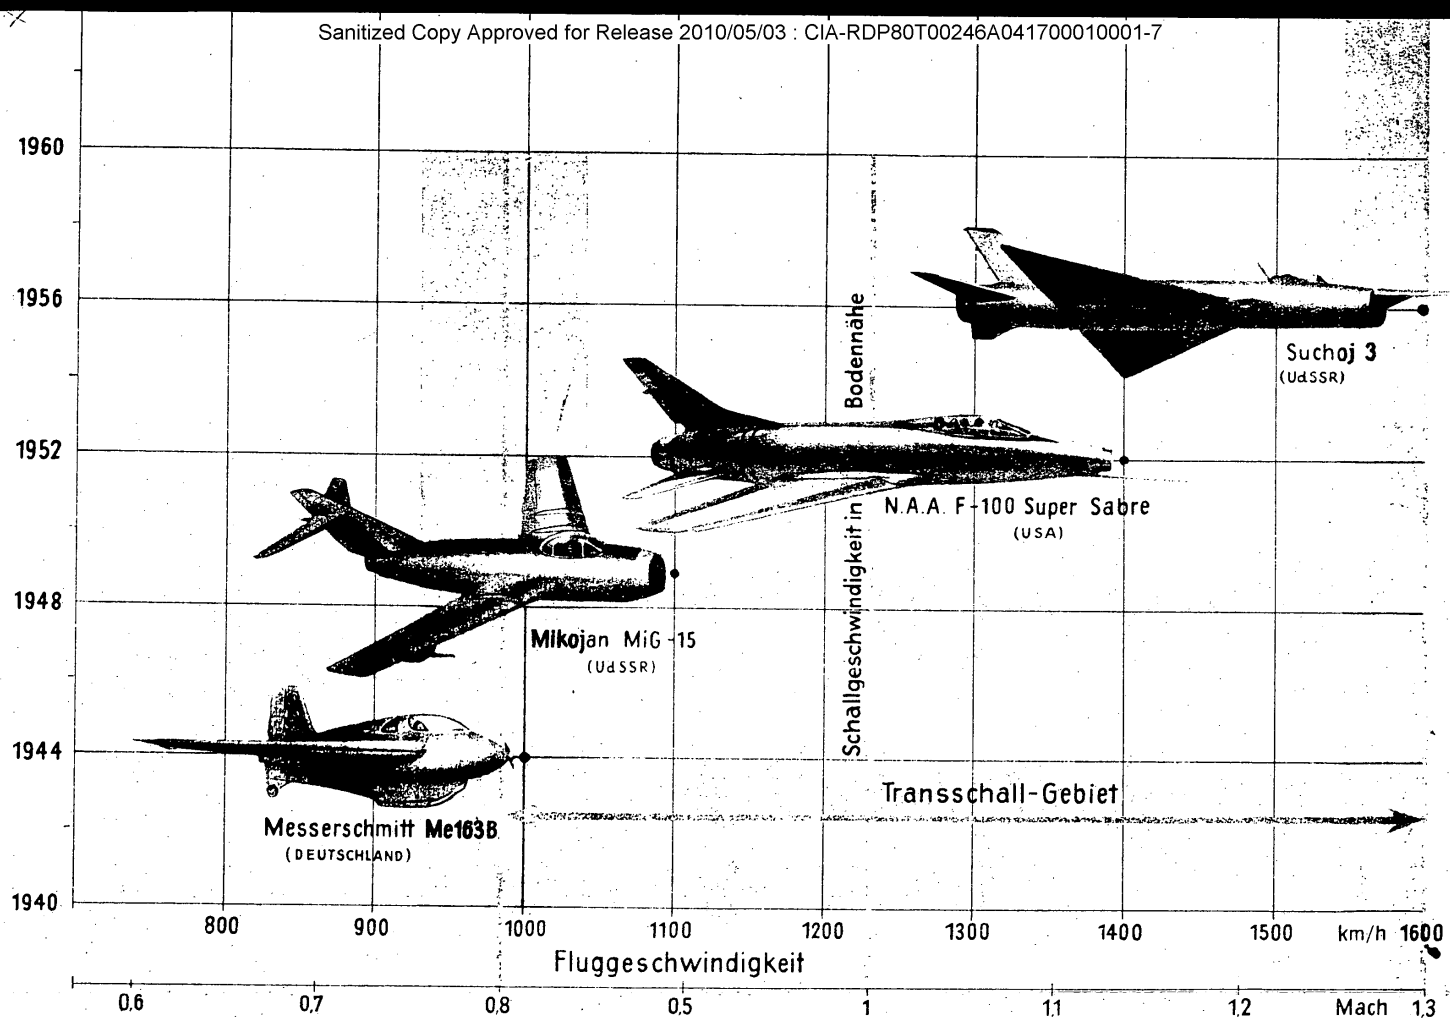 Sanitized Copy Approved for Release 2010/05/03 : CIA-RDP80T00246A041700010001-7
1960
1956
1952
1948
1944
1940
Suchoj 3
(UdSSR)
N.A.A. F-100 Super Sabre
(USA)
Mikojan MiG-15
(UdSSR)
Messerschmitt Me163B
(DEUTSCHLAND)
Schallgeschwindigkeit in Bodennähe
Transschall-Gebiet
800 900 1000 1100 1200 1300 1400 1500 km/h 1600
Fluggeschwindigkeit
0,6 0,7 0,8 0,5 1 1,1 1,2 Mach 1,3